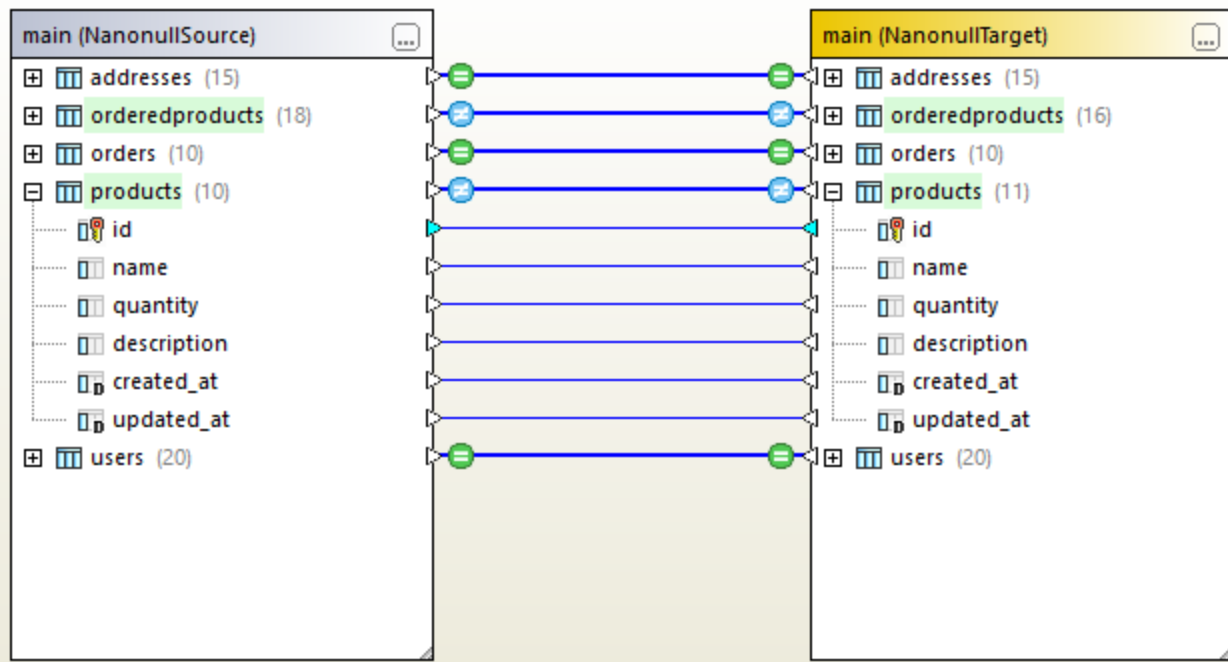 main (NanonullSource)
...
addresses (15)
orderedproducts (18)
orders (10)
products (10)
id
name
quantity
description
created_at
updated_at
users (20)
main (NanonullTarget)
...
addresses (15)
orderedproducts (16)
orders (10)
products (11)
id
name
quantity
description
created_at
updated_at
users (20)